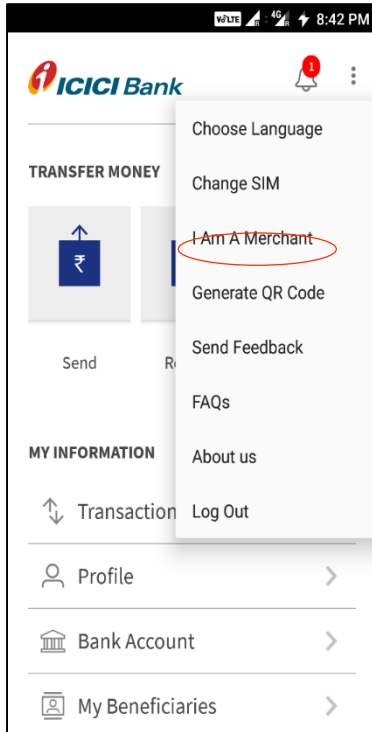 VoLTE 4G R R 8:42 PM
ICICI Bank
1
Choose Language
TRANSFER MONEY
Change SIM
I Am A Merchant
₹
Generate QR Code
Send Feedback
Send
FAQs
MY INFORMATION
About us
Transaction
Log Out
Profile
Bank Account
My Beneficiaries